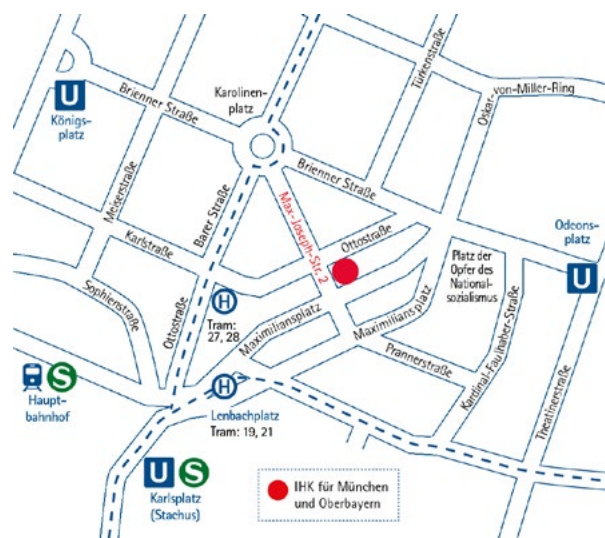 Türkenstraße
Oskar-von-Miller-Ring
Karolinen-
platz
Brienner Straße
U
Königs-
platz
Brienner Straße
Meiserstraße
Barer Straße
Max-Joseph-Str. 2
Ottostraße
Karlstraße
Odeons-
platz
U
Platz der
Opfer des
National-
sozialismus
Sophienstraße
Ottostraße
H
Tram:
27, 28
Maximiliansplatz
Maximiliansplatz
Kardinal-Faulhaber-Straße
Prannerstraße
Theatinerstraße
S
Haupt-
bahnhof
H
Lenbachplatz
Tram: 19, 21
U S
Karlsplatz
(Stachus)
IHK für München
und Oberbayern